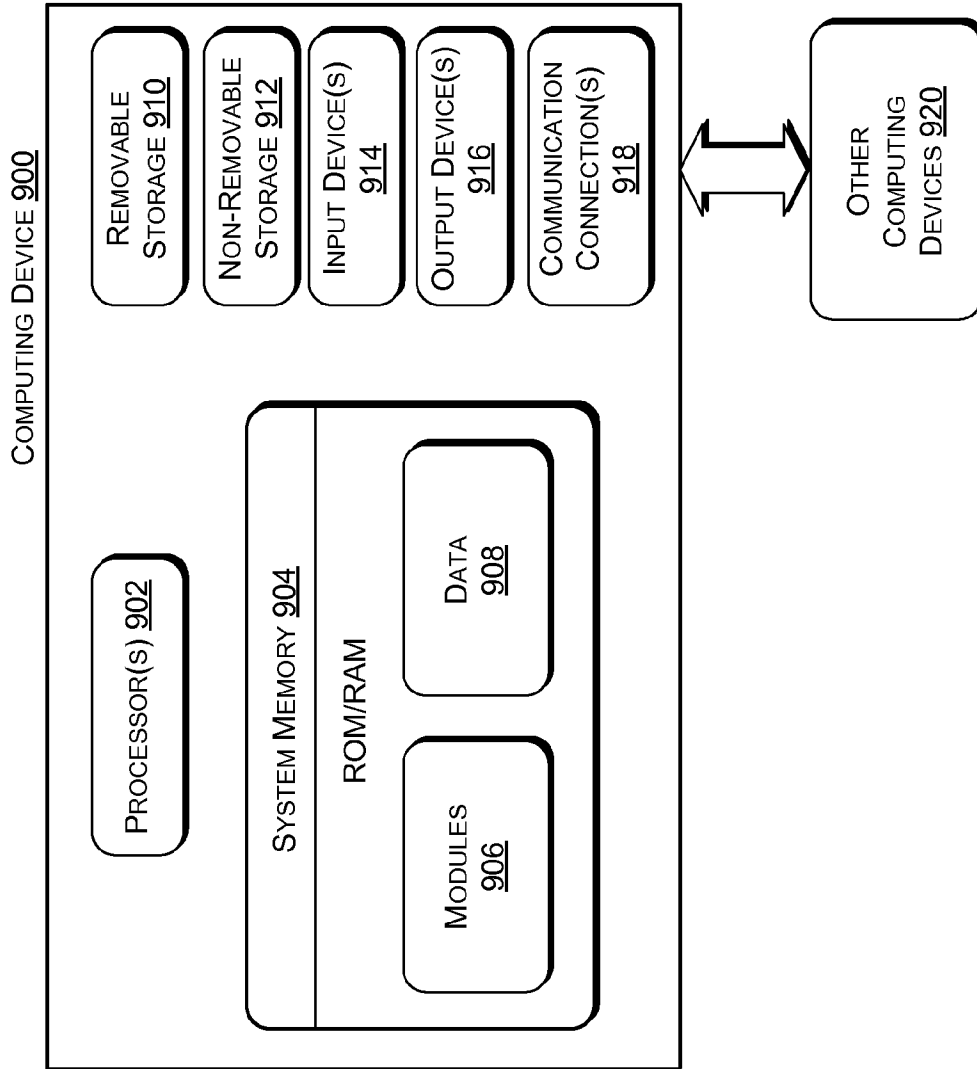 COMPUTING DEVICE 900
PROCESSOR(S) 902
SYSTEM MEMORY 904
ROM/RAM
MODULES
906
DATA
908
REMOVABLE
STORAGE 910
NON-REMOVABLE
STORAGE 912
INPUT DEVICE(S)
914
OUTPUT DEVICE(S)
916
COMMUNICATION
CONNECTION(S)
918
OTHER
COMPUTING
DEVICES 920